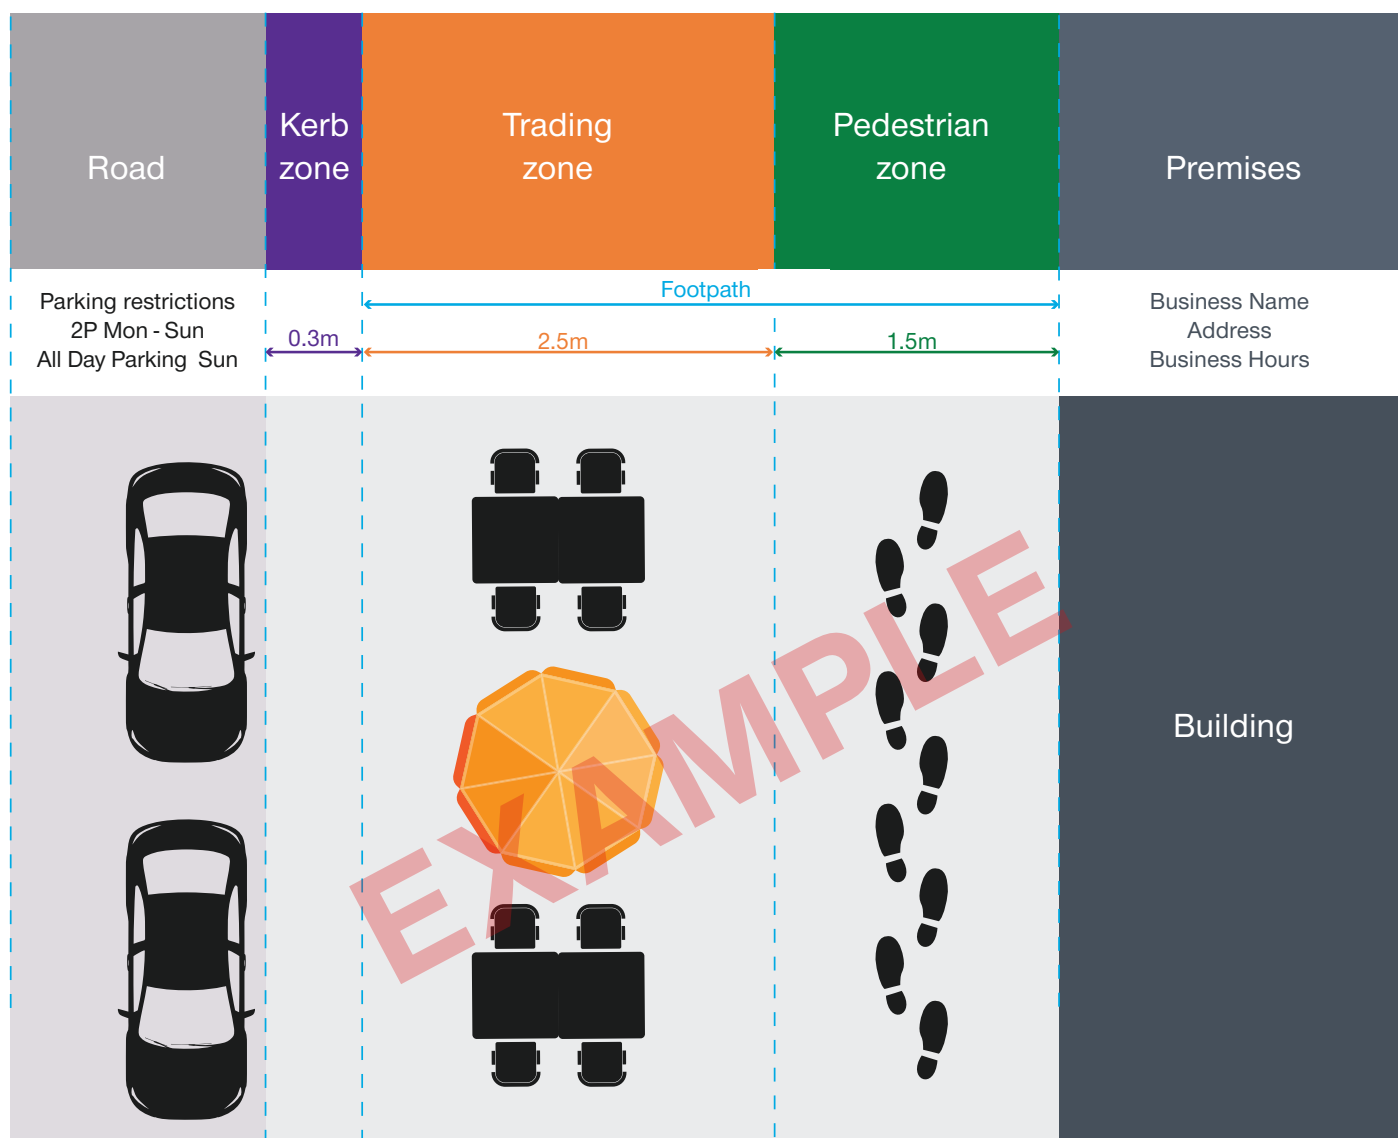 Road
Kerb
zone
Trading
zone
Pedestrian
zone
Premises
Parking restrictions
2P Mon - Sun
All Day Parking  Sun
Footpath
0.3m
2.5m
1.5m
Business Name
Address
Business Hours
Building
EXAMPLE